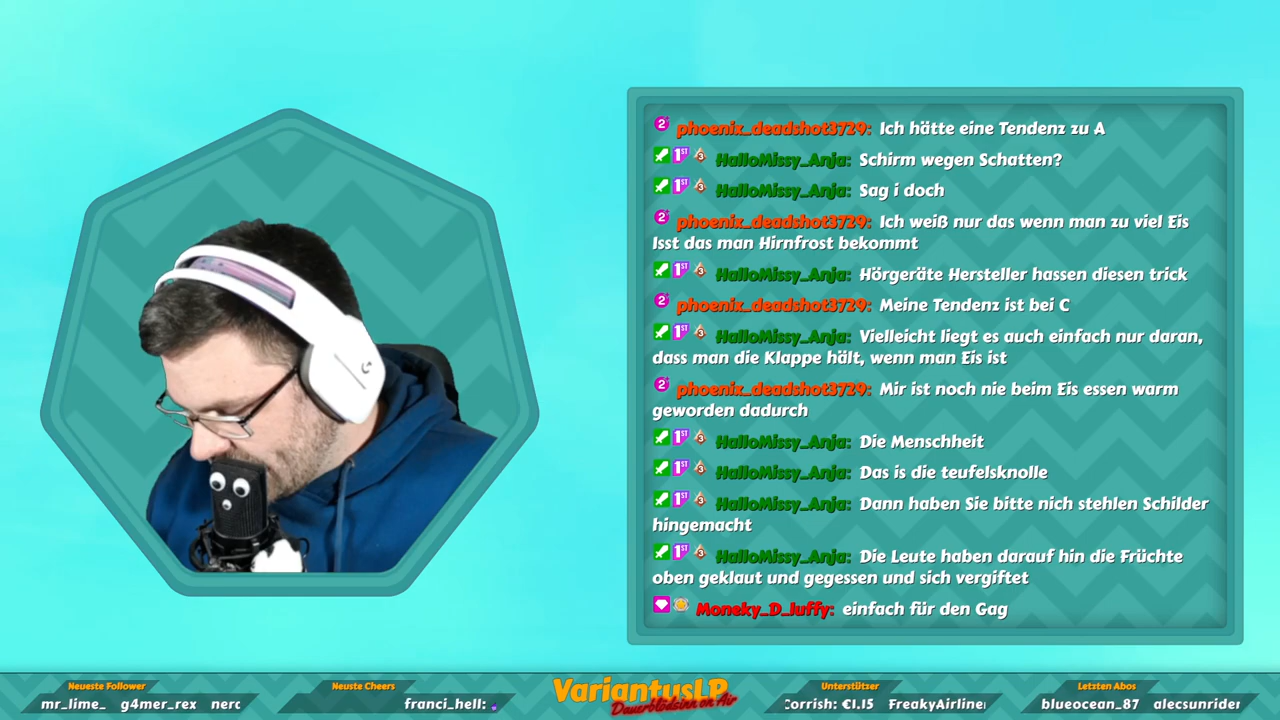 phoenix_deadshot3729: Ich hätte eine Tendenz zu A
HalloMissy_Anja: Schirm wegen Schatten?
HalloMissy_Anja: Sag i doch
phoenix_deadshot3729: Ich weiß nur das wenn man zu viel Eis
Isst das man Hirnfrost bekommt
HalloMissy_Anja: Hörgeräte Hersteller hassen diesen trick
phoenix_deadshot3729: Meine Tendenz ist bei C
HalloMissy_Anja: Vielleicht liegt es auch einfach nur daran,
dass man die Klappe hält, wenn man Eis ist
phoenix_deadshot3729: Mir ist noch nie beim Eis essen warm
geworden dadurch
HalloMissy_Anja: Die Menschheit
HalloMissy_Anja: Das is die teufelsknolle
HalloMissy_Anja: Dann haben Sie bitte nich stehlen Schilder
hingemacht
HalloMissy_Anja: Die Leute haben darauf hin die Früchte
oben geklaut und gegessen und sich vergiftet
Moneky_D_luffy: einfach für den Gag
Neueste Follower
mr_lime_ g4mer_rex nerc
Neuste Cheers
franci_hell:
VariantusLP
Dauerblödsinn on Air
Unterstützer
Corrish: €1.15 FreakyAirline
Letzten Abos
blueocean_87 alecsunrider